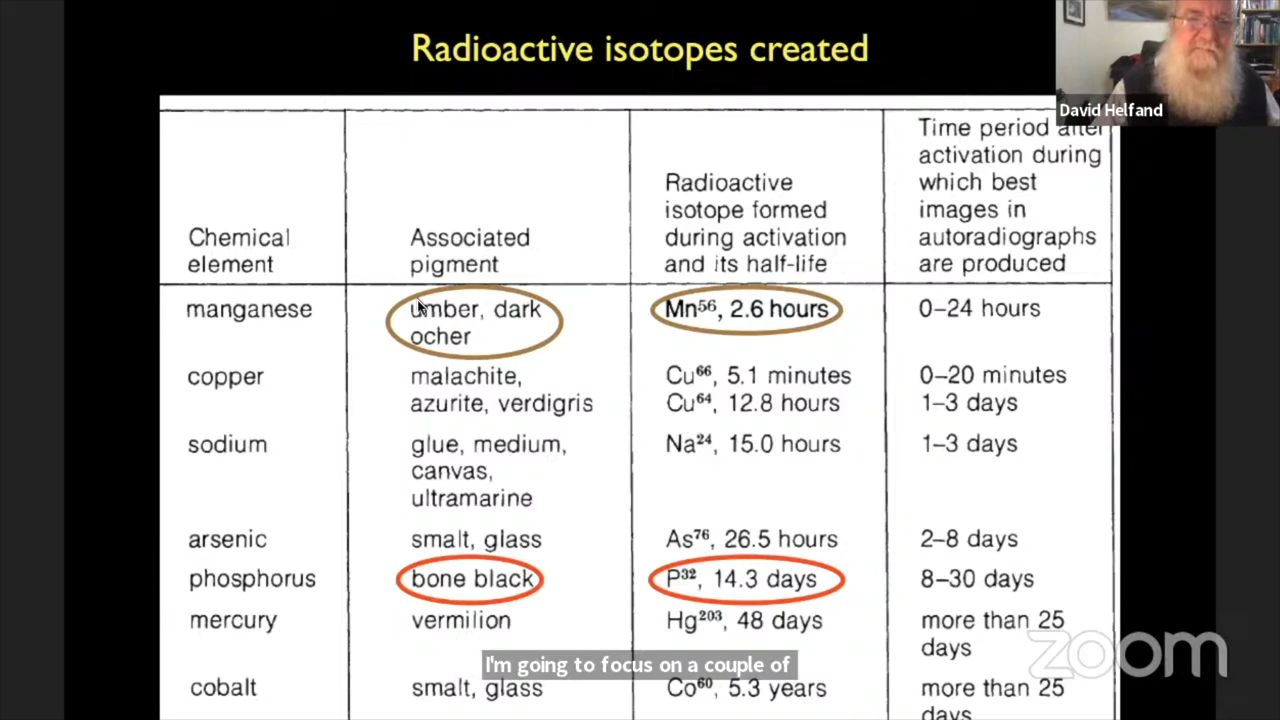 Radioactive isotopes created
David Helfand
Chemical
element
Associated
pigment
Radioactive
isotope formed
during activation
and its half-life
Time period after
activation during
which best
images in
autoradiographs
are produced
manganese
umber, dark
ocher
Mn⁵⁶, 2.6 hours
0–24 hours
copper
malachite,
azurite, verdigris
Cu⁶⁶, 5.1 minutes
Cu⁶⁴, 12.8 hours
0–20 minutes
1–3 days
sodium
glue, medium,
canvas,
ultramarine
Na²⁴, 15.0 hours
1–3 days
arsenic
smalt, glass
As⁷⁶, 26.5 hours
2–8 days
phosphorus
bone black
P³², 14.3 days
8–30 days
mercury
vermilion
Hg²⁰³, 48 days
more than 25
days
cobalt
smalt, glass
Co⁶⁰, 5.3 years
more than 25
days
I'm going to focus on a couple of
zoom